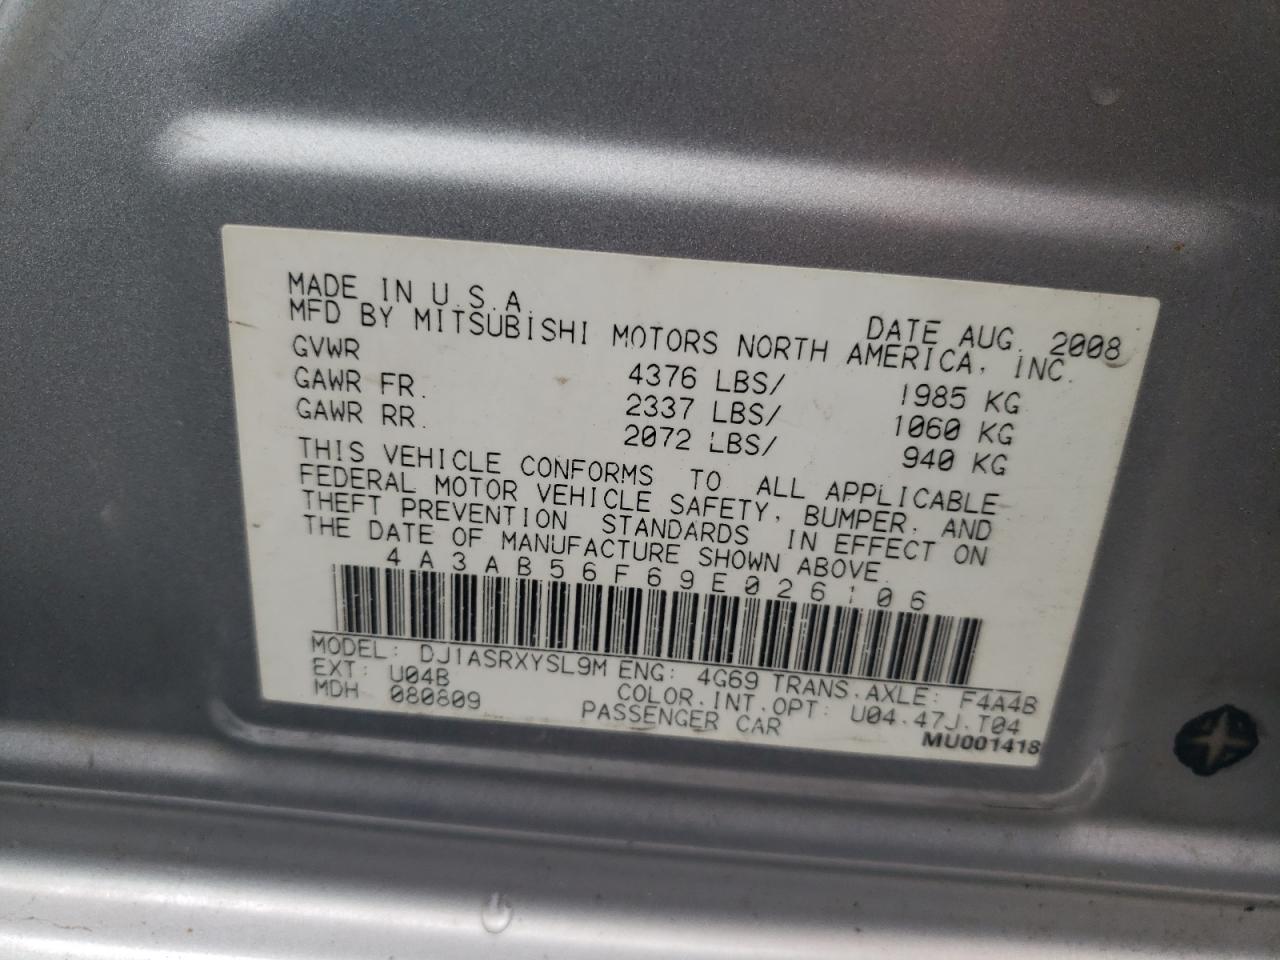 MADE IN U.S.A. DATE AUG. 2008
MFD BY MITSUBISHI MOTORS NORTH AMERICA, INC.
GVWR 4376 LBS/ 1985 KG
GAWR FR. 2337 LBS/ 1060 KG
GAWR RR. 2072 LBS/ 940 KG
THIS VEHICLE CONFORMS TO ALL APPLICABLE
FEDERAL MOTOR VEHICLE SAFETY, BUMPER, AND
THEFT PREVENTION STANDARDS IN EFFECT ON
THE DATE OF MANUFACTURE SHOWN ABOVE.
4A3AB56F69E026106
MODEL: DJ1ASRXYSL9M ENG: 4G69 TRANS.AXLE: F4A4B
EXT: U04B COLOR.INT.OPT: U04.47J.T04
MDH 080809 PASSENGER CAR
MU001418